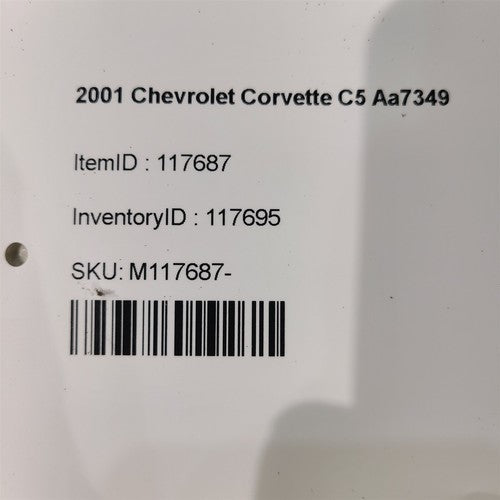 2001 Chevrolet Corvette C5 Aa7349
ItemID : 117687
InventoryID : 117695
SKU: M117687-